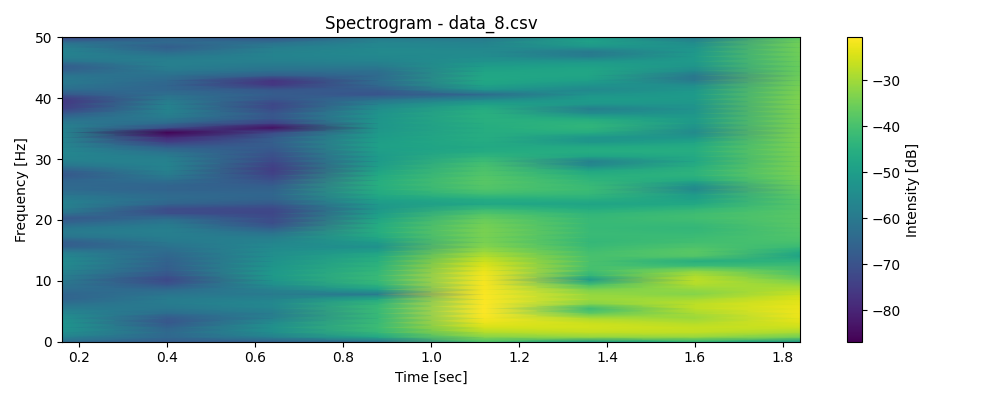 Spectrogram - data_8.csv
50
40
30
20
10
0
Frequency [Hz]
0.2 0.4 0.6 0.8 1.0 1.2 1.4 1.6 1.8
Time [sec]
−30
−40
−50
−60
−70
−80
Intensity [dB]